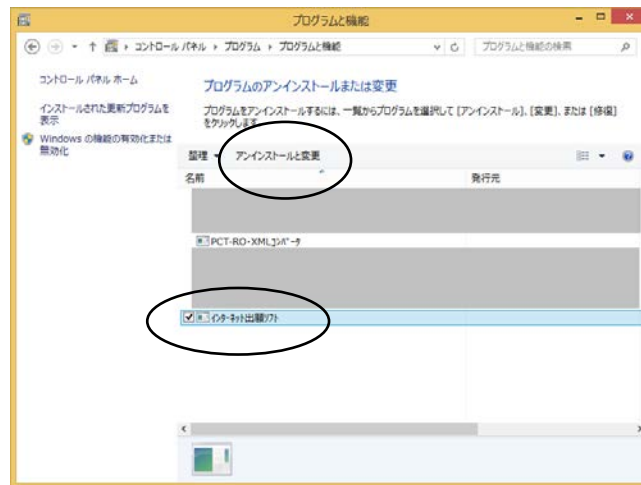 プログラムと機能
コントロール パネル ▸ プログラム ▸ プログラムと機能
プログラムと機能の検索
コントロール パネル ホーム
インストールされた更新プログラムを
表示
Windows の機能の有効化または
無効化
プログラムのアンインストールまたは変更
プログラムをアンインストールするには、一覧からプログラムを選択して [アンインストール]、[変更]、または [修復]
をクリックします。
整理 アンインストールと変更
名前 発行元
PCT-RO-XMLｺﾝﾊﾞｰﾀ
ｲﾝﾀｰﾈｯﾄ出願ｿﾌﾄ